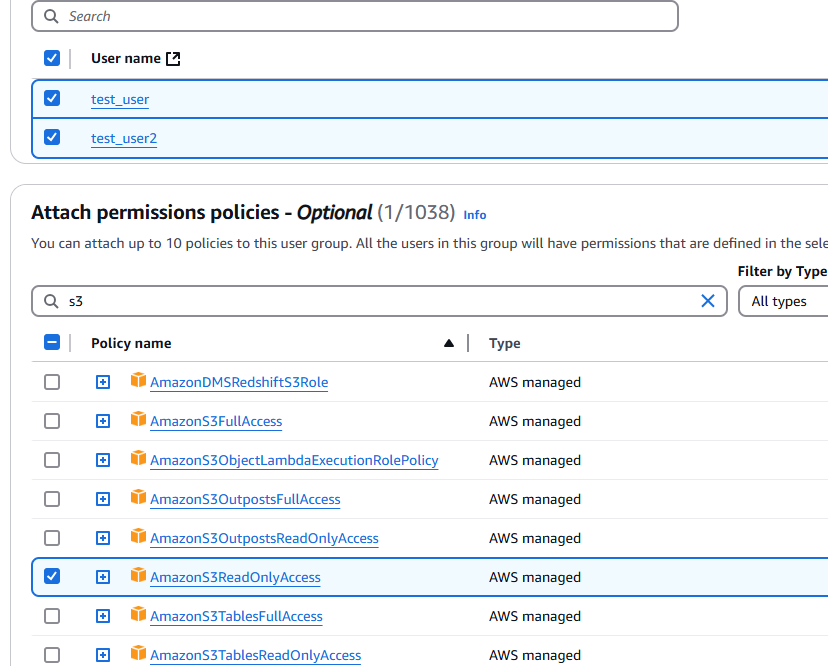 Search
User name
test_user
test_user2
Attach permissions policies - Optional (1/1038) Info
You can attach up to 10 policies to this user group. All the users in this group will have permissions that are defined in the sele
Filter by Type
s3
All types
Policy name Type
AmazonDMSRedshiftS3Role AWS managed
AmazonS3FullAccess AWS managed
AmazonS3ObjectLambdaExecutionRolePolicy AWS managed
AmazonS3OutpostsFullAccess AWS managed
AmazonS3OutpostsReadOnlyAccess AWS managed
AmazonS3ReadOnlyAccess AWS managed
AmazonS3TablesFullAccess AWS managed
AmazonS3TablesReadOnlyAccess AWS managed